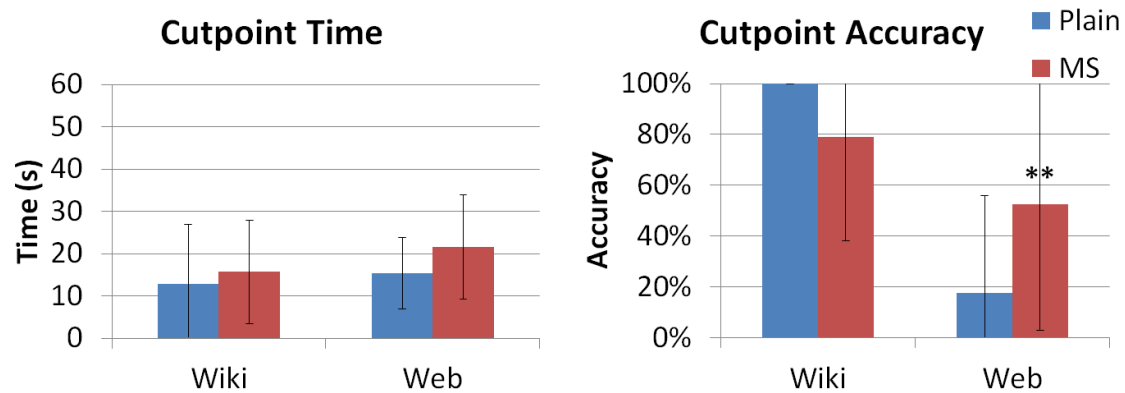 Cutpoint Time
Time (s)
60
50
40
30
20
10
0
Wiki Web
Cutpoint Accuracy
Plain
MS
Accuracy
100%
80%
60%
40%
20%
0%
**
Wiki Web